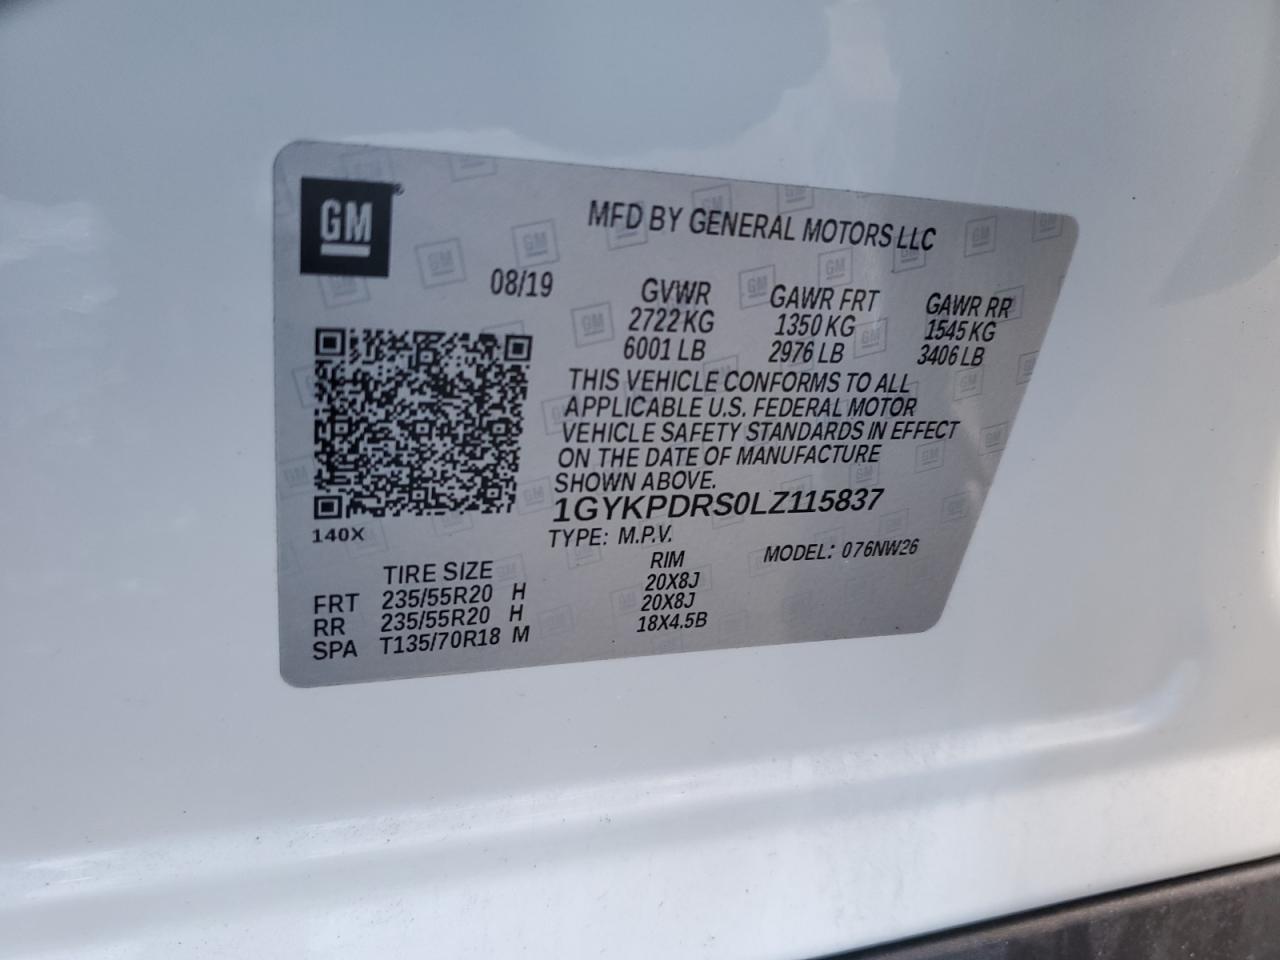 GM
MFD BY GENERAL MOTORS LLC
08/19
GVWR GAWR FRT GAWR RR
2722 KG 1350 KG 1545 KG
6001 LB 2976 LB 3406 LB
THIS VEHICLE CONFORMS TO ALL
APPLICABLE U.S. FEDERAL MOTOR
VEHICLE SAFETY STANDARDS IN EFFECT
ON THE DATE OF MANUFACTURE
SHOWN ABOVE.
1GYKPDRS0LZ115837
140X
TYPE: M.P.V. MODEL: 076NW26
TIRE SIZE RIM
FRT 235/55R20 H 20X8J
RR 235/55R20 H 20X8J
SPA T135/70R18 M 18X4.5B